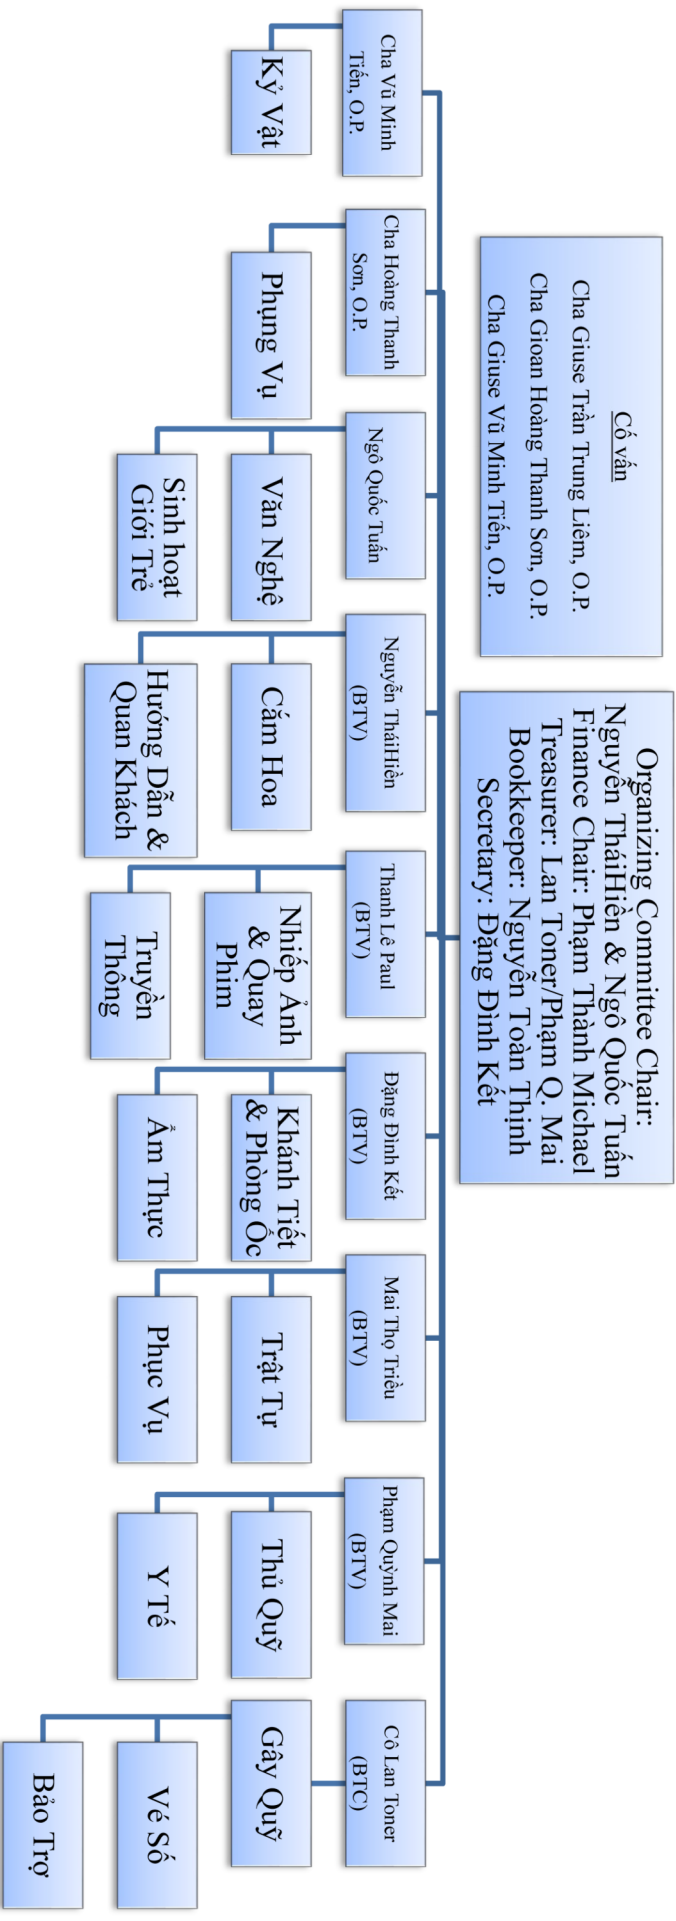 Cố vấn
Cha Giuse Trần Trung Liêm, O.P.
Cha Gioan Hoàng Thanh Sơn, O.P.
Cha Giuse Vũ Minh Tiến, O.P.
Organizing Committee Chair:
Nguyễn TháiHiền & Ngô Quốc Tuấn
Finance Chair: Phạm Thành Michael
Treasurer: Lan Toner/Phạm Q. Mai
Bookkeeper: Nguyễn Toàn Thịnh
Secretary: Đặng Đình Kết
Cha Vũ Minh
Tiến, O.P.
Kỷ Vật
Cha Hoàng Thanh
Sơn, O.P.
Phụng Vụ
Ngô Quốc Tuấn
Văn Nghệ
Sinh hoạt
Giới Trẻ
Nguyễn TháiHiền
(BTV)
Cắm Hoa
Hướng Dẫn &
Quan Khách
Thanh Lê Paul
(BTV)
Nhiếp Ảnh
& Quay
Phim
Truyền
Thông
Đặng Đình Kết
(BTV)
Khánh Tiết
& Phòng Ốc
Ẩm Thực
Mai Thọ Triều
(BTV)
Trật Tự
Phục Vụ
Phạm Quỳnh Mai
(BTV)
Thủ Quỹ
Y Tế
Cô Lan Toner
(BTC)
Gây Quỹ
Vé Số
Bảo Trợ